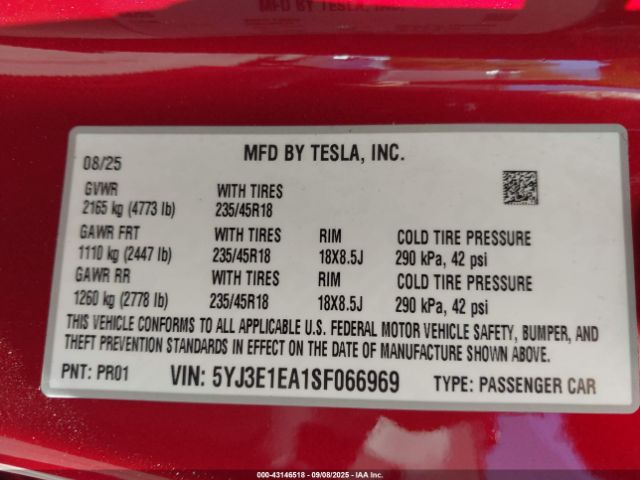 MFD BY TESLA, INC.
08/25
MFD BY TESLA, INC.
GVWR WITH TIRES
2165 kg (4773 lb) 235/45R18
GAWR FRT WITH TIRES RIM COLD TIRE PRESSURE
1110 kg (2447 lb) 235/45R18 18X8.5J 290 kPa, 42 psi
GAWR RR WITH TIRES RIM COLD TIRE PRESSURE
1260 kg (2778 lb) 235/45R18 18X8.5J 290 kPa, 42 psi
THIS VEHICLE CONFORMS TO ALL APPLICABLE U.S. FEDERAL MOTOR VEHICLE SAFETY, BUMPER, AND
THEFT PREVENTION STANDARDS IN EFFECT ON THE DATE OF MANUFACTURE SHOWN ABOVE.
PNT: PR01 VIN: 5YJ3E1EA1SF066969 TYPE: PASSENGER CAR
000-43146518 - 09/08/2025 - IAA Inc.